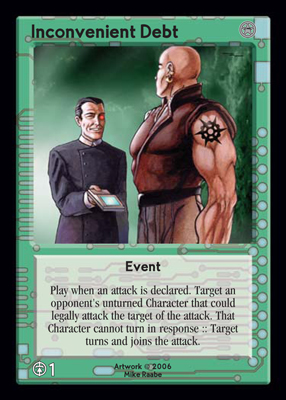 Inconvenient Debt
Event
Play when an attack is declared. Target an
opponent's unturned Character that could
legally attack the target of the attack. That
Character cannot turn in response :: Target
turns and joins the attack.
1
Artwork © 2006
Mike Raabe